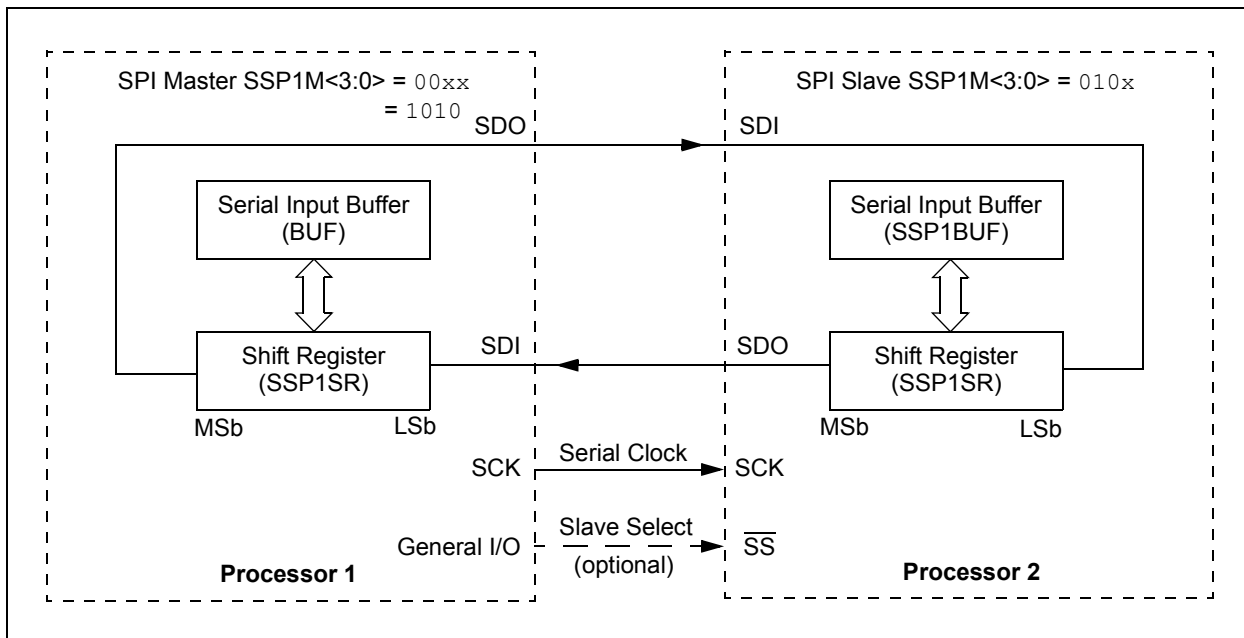 SPI Master SSP1M<3:0> = 00xx
= 1010
SPI Slave SSP1M<3:0> = 010x
SDO
SDI
Serial Input Buffer
(BUF)
Serial Input Buffer
(SSP1BUF)
SDI
SDO
Shift Register
(SSP1SR)
MSb
LSb
Shift Register
(SSP1SR)
MSb
LSb
SCK
Serial Clock
SCK
General I/O
Slave Select
(optional)
S̅S̅
Processor 1
Processor 2